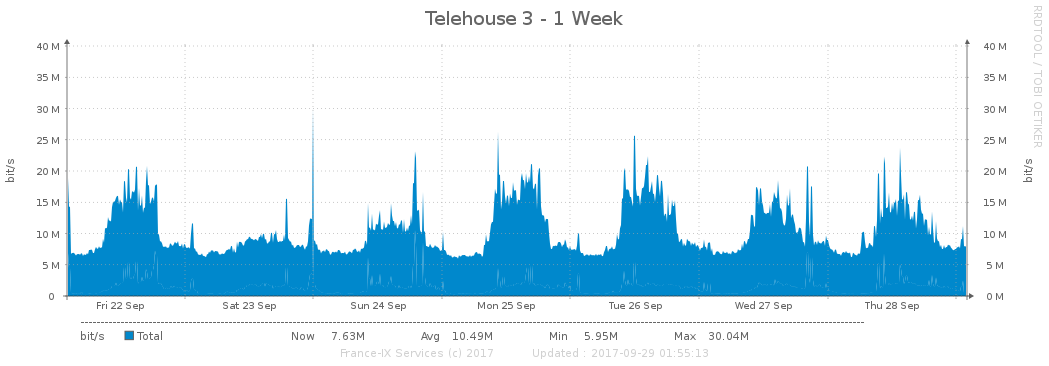 Telehouse 3 - 1 Week
RRDTOOL / TOBI OETIKER
bit/s
bit/s
40 M 40 M
35 M 35 M
30 M 30 M
25 M 25 M
20 M 20 M
15 M 15 M
10 M 10 M
5 M 5 M
0 0 M
Fri 22 Sep Sat 23 Sep Sun 24 Sep Mon 25 Sep Tue 26 Sep Wed 27 Sep Thu 28 Sep
bit/s Total Now 7.63M Avg 10.49M Min 5.95M Max 30.04M
France-IX Services (c) 2017 Updated : 2017-09-29 01:55:13